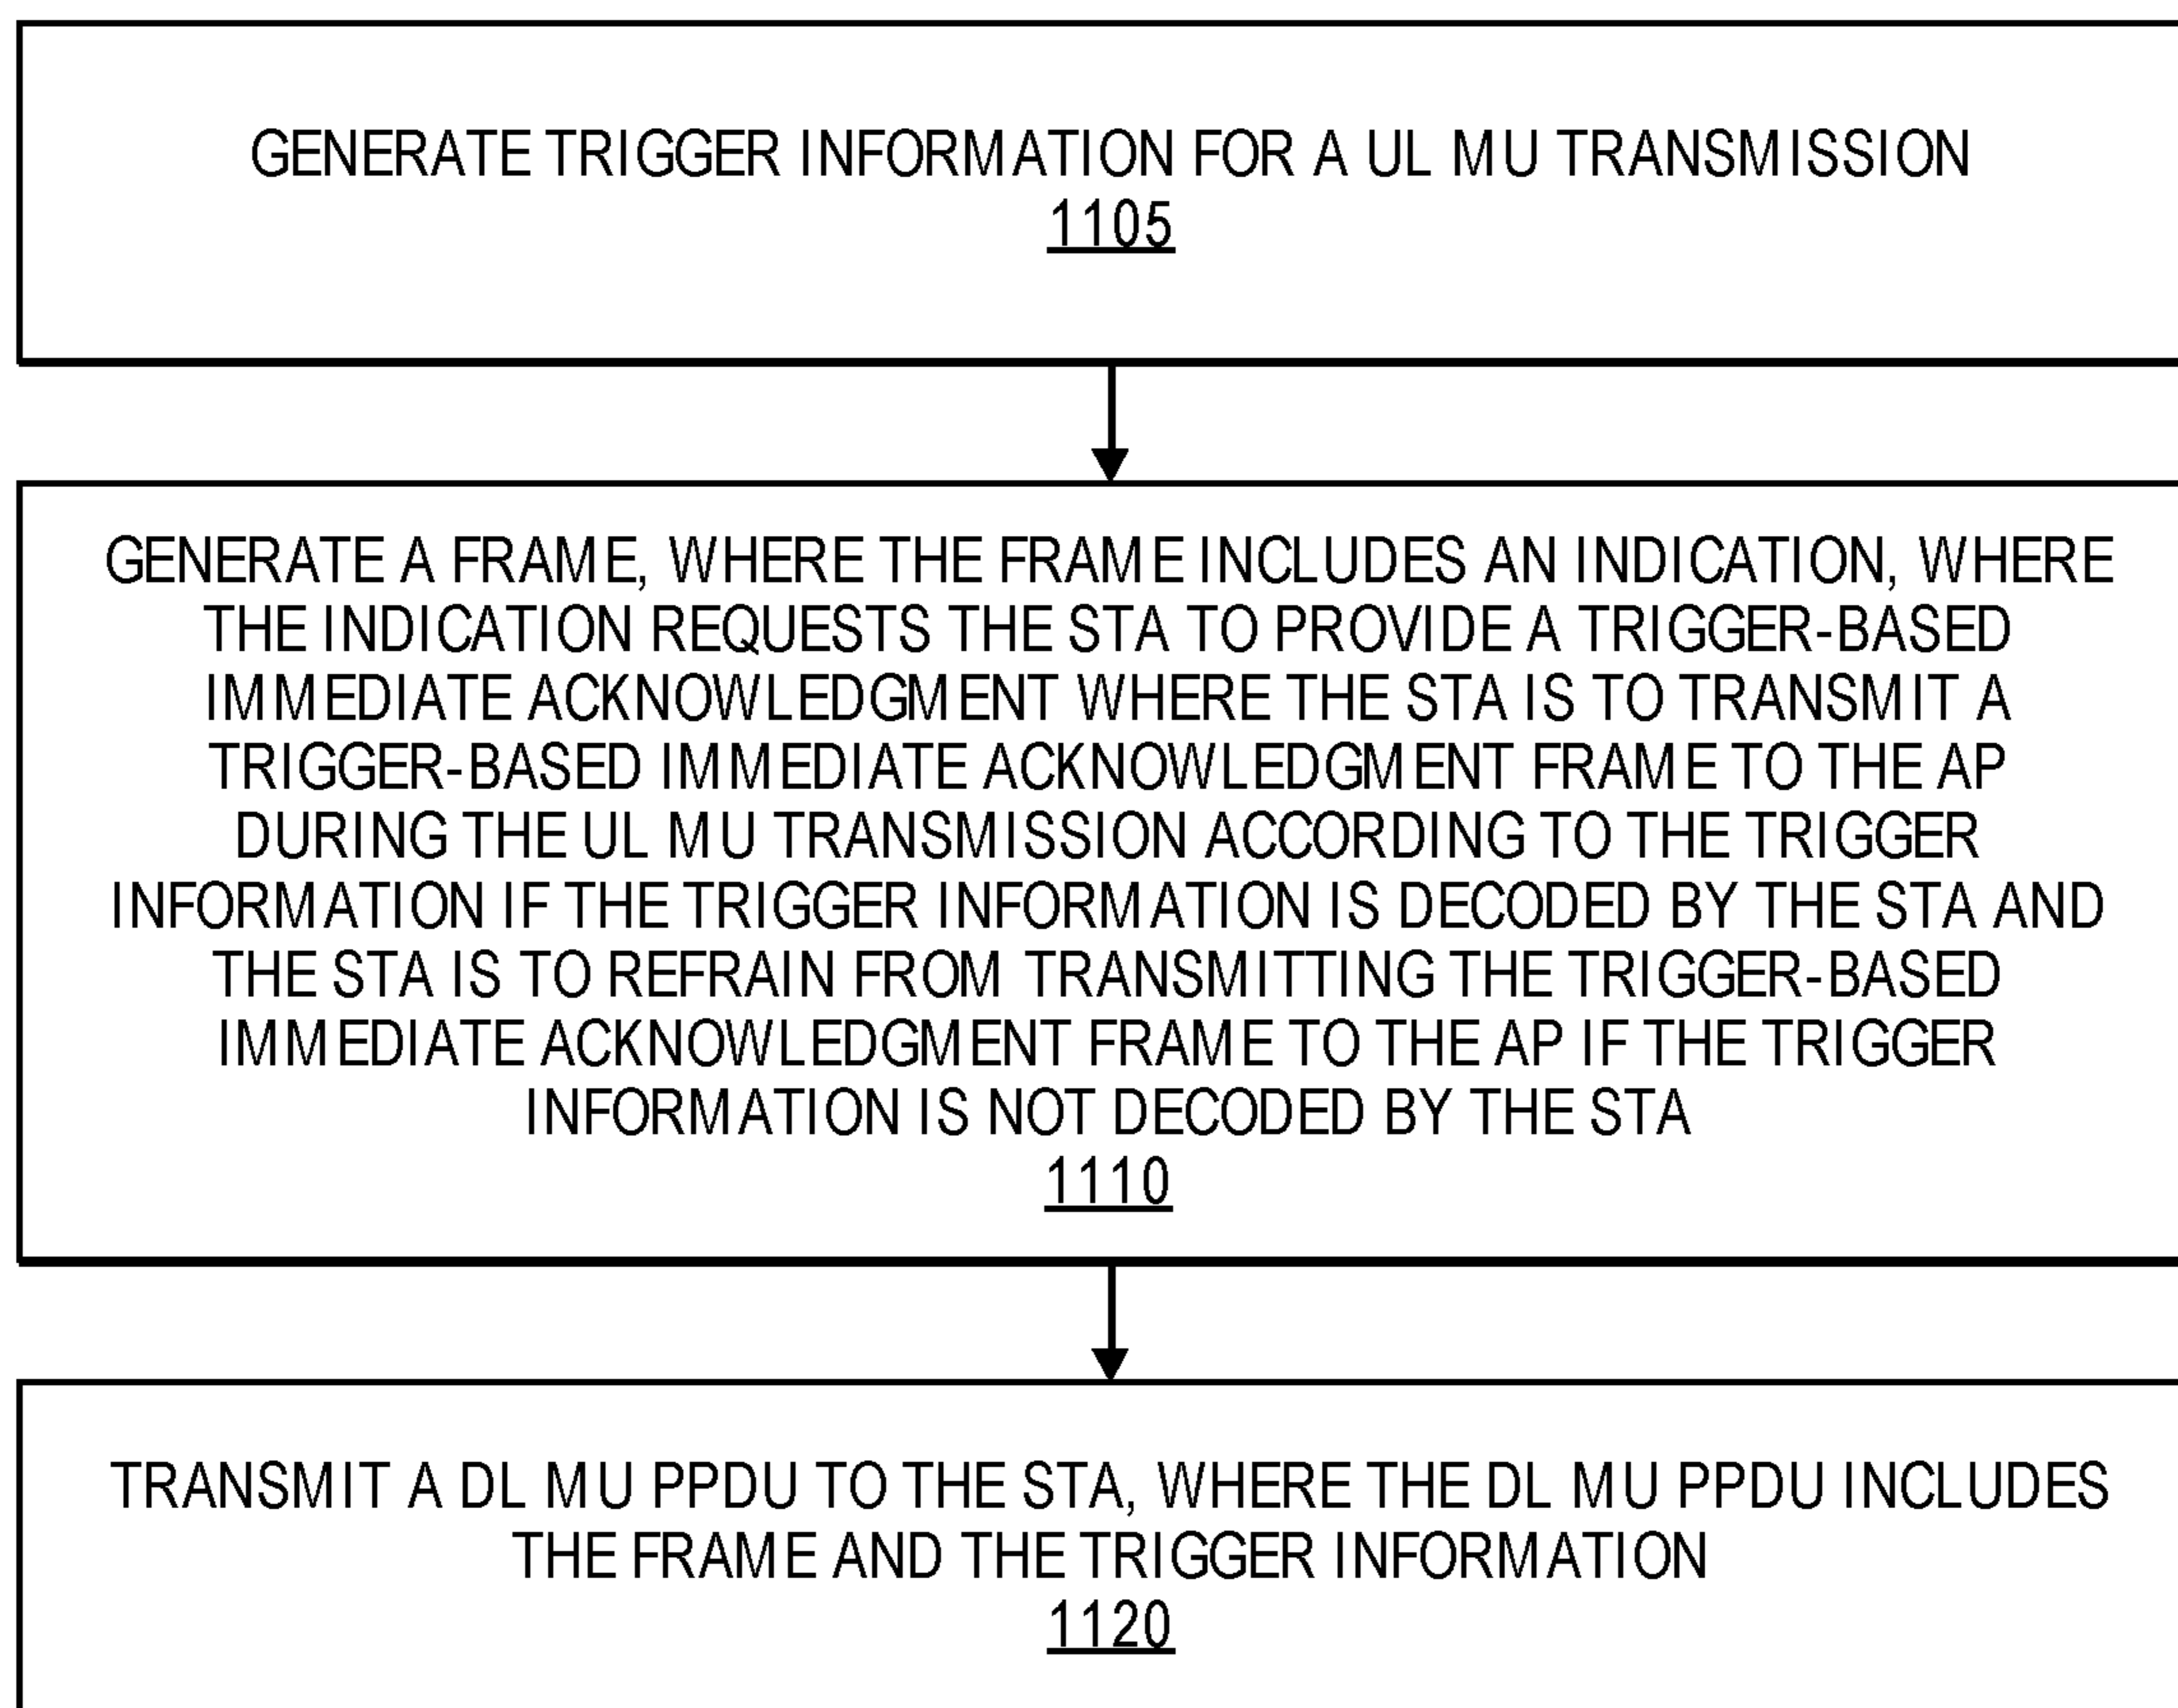 GENERATE TRIGGER INFORMATION FOR A UL MU TRANSMISSION
1105
GENERATE A FRAME, WHERE THE FRAME INCLUDES AN INDICATION, WHERE
THE INDICATION REQUESTS THE STA TO PROVIDE A TRIGGER-BASED
IMMEDIATE ACKNOWLEDGMENT WHERE THE STA IS TO TRANSMIT A
TRIGGER-BASED IMMEDIATE ACKNOWLEDGMENT FRAME TO THE AP
DURING THE UL MU TRANSMISSION ACCORDING TO THE TRIGGER
INFORMATION IF THE TRIGGER INFORMATION IS DECODED BY THE STA AND
THE STA IS TO REFRAIN FROM TRANSMITTING THE TRIGGER-BASED
IMMEDIATE ACKNOWLEDGMENT FRAME TO THE AP IF THE TRIGGER
INFORMATION IS NOT DECODED BY THE STA
1110
TRANSMIT A DL MU PPDU TO THE STA, WHERE THE DL MU PPDU INCLUDES
THE FRAME AND THE TRIGGER INFORMATION
1120